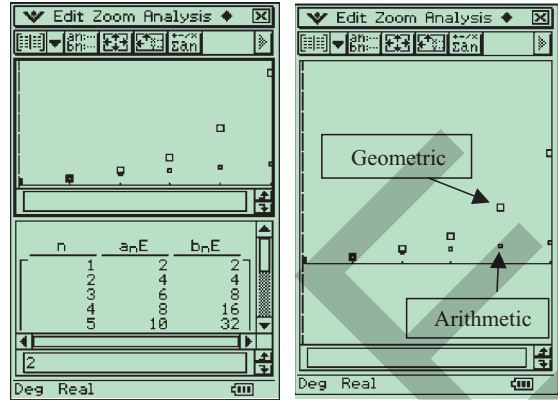 Edit Zoom Analysis
n anE bnE
1 2 2
2 4 4
3 6 8
4 8 16
5 10 32
2
Deg Real
Edit Zoom Analysis
Geometric
Arithmetic
Deg Real